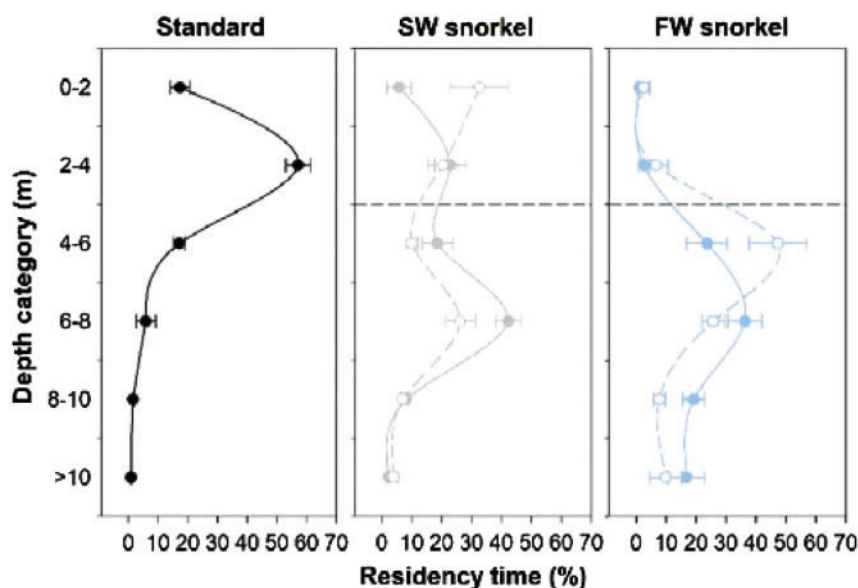 Standard SW snorkel FW snorkel
Depth category (m)
0-2
2-4
4-6
6-8
8-10
>10
0 10 20 30 40 50 60 70 0 10 20 30 40 50 60 70 0 10 20 30 40 50 60 70
Residency time (%)